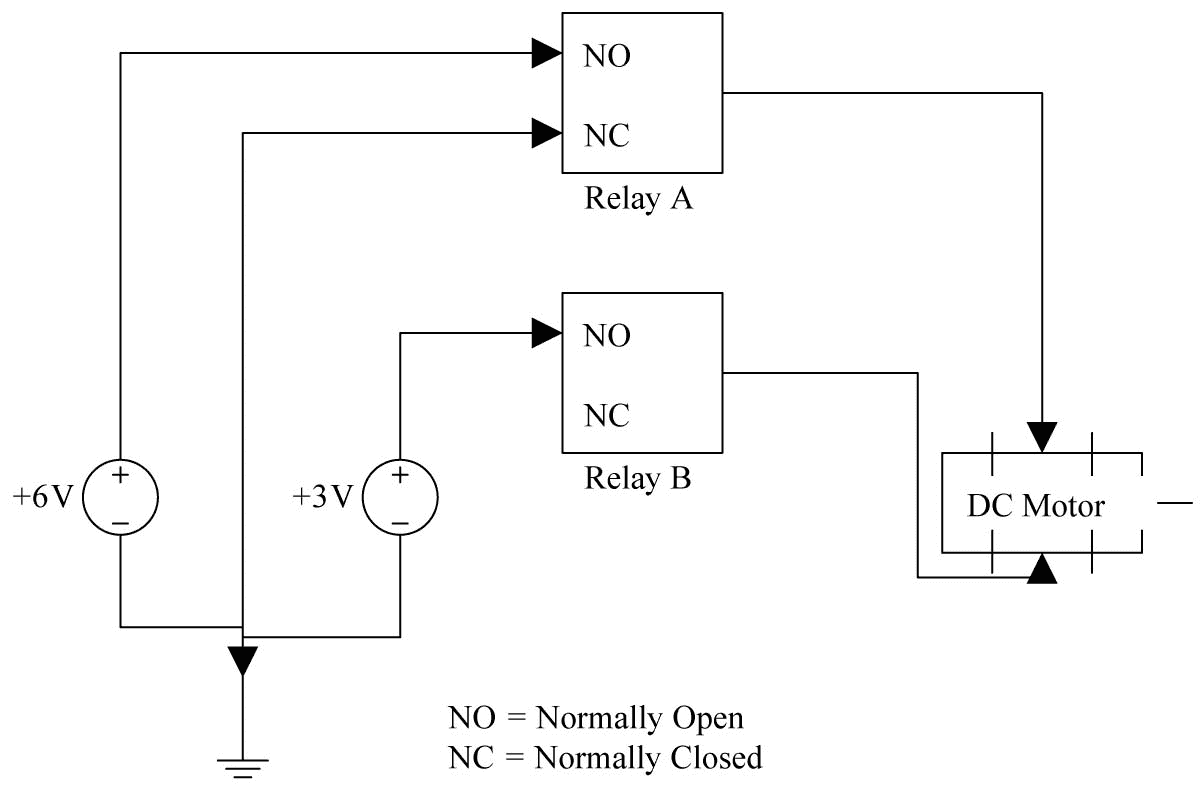 NO
NC
Relay A
NO
NC
Relay B
+6V
+
−
+3V
+
−
DC Motor
NO = Normally Open
NC = Normally Closed